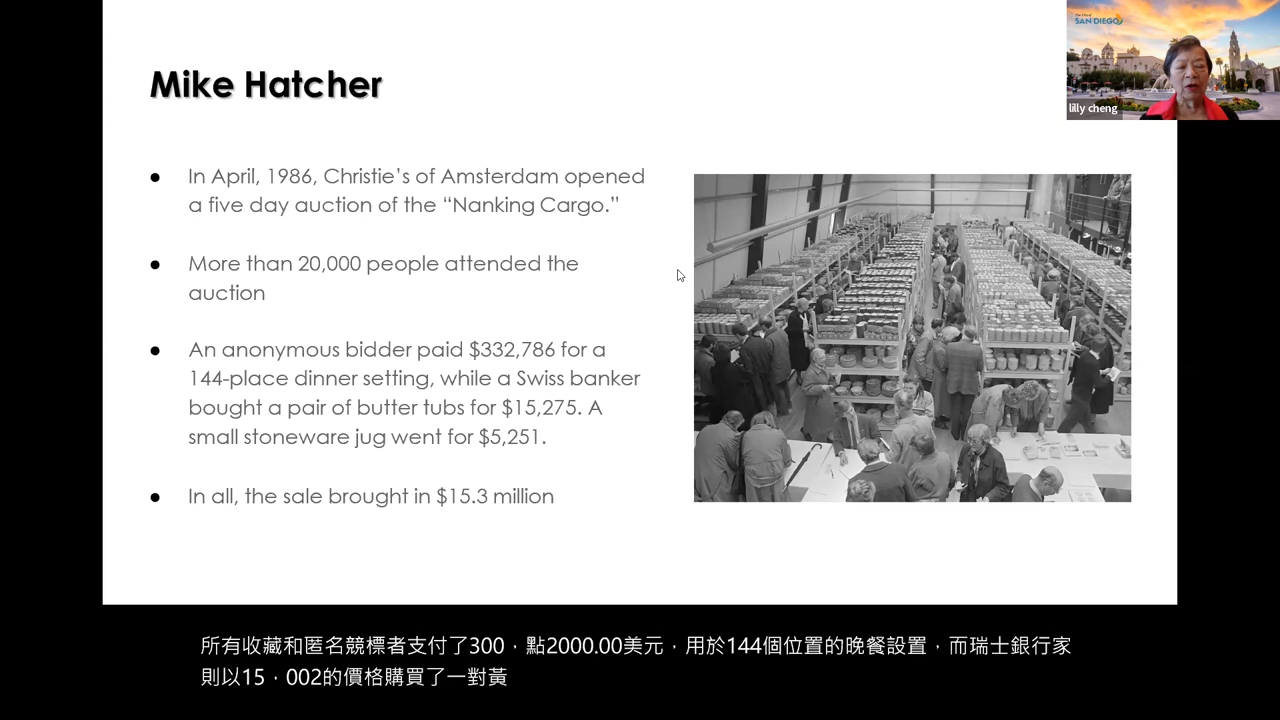 Mike Hatcher
SAN DIEGO
lilly cheng
● In April, 1986, Christie’s of Amsterdam opened
a five day auction of the “Nanking Cargo.”
● More than 20,000 people attended the
auction
● An anonymous bidder paid $332,786 for a
144-place dinner setting, while a Swiss banker
bought a pair of butter tubs for $15,275. A
small stoneware jug went for $5,251.
● In all, the sale brought in $15.3 million
所有收藏和匿名競標者支付了300，點2000.00美元，用於144個位置的晚餐設置，而瑞士銀行家
則以15，002的價格購買了一對黃